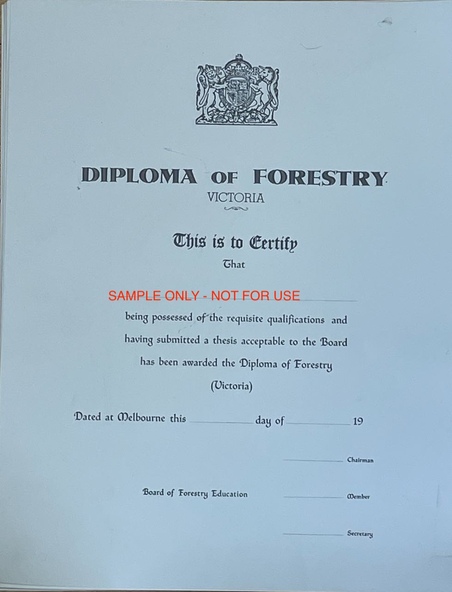 DIPLOMA OF FORESTRY
VICTORIA
This is to Certify
That
SAMPLE ONLY - NOT FOR USE
being possessed of the requisite qualifications and
having submitted a thesis acceptable to the Board
has been awarded the Diploma of Forestry
(Victoria)
Dated at Melbourne this day of 19
Chairman
Board of Forestry Education Member
Secretary